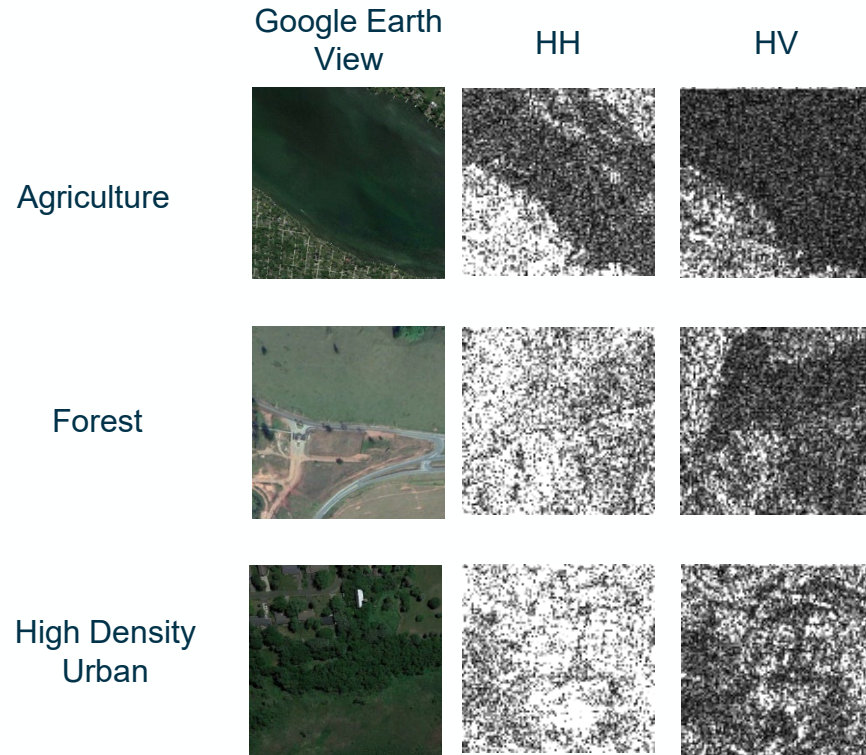 Google Earth
View
HH
HV
Agriculture
Forest
High Density
Urban